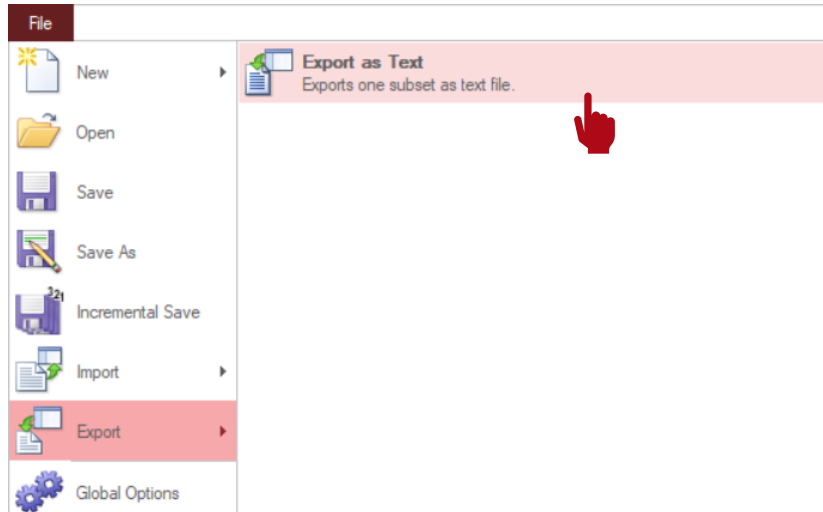 File
New
Open
Save
Save As
321
Incremental Save
Import
Export
Global Options
Export as Text
Exports one subset as text file.